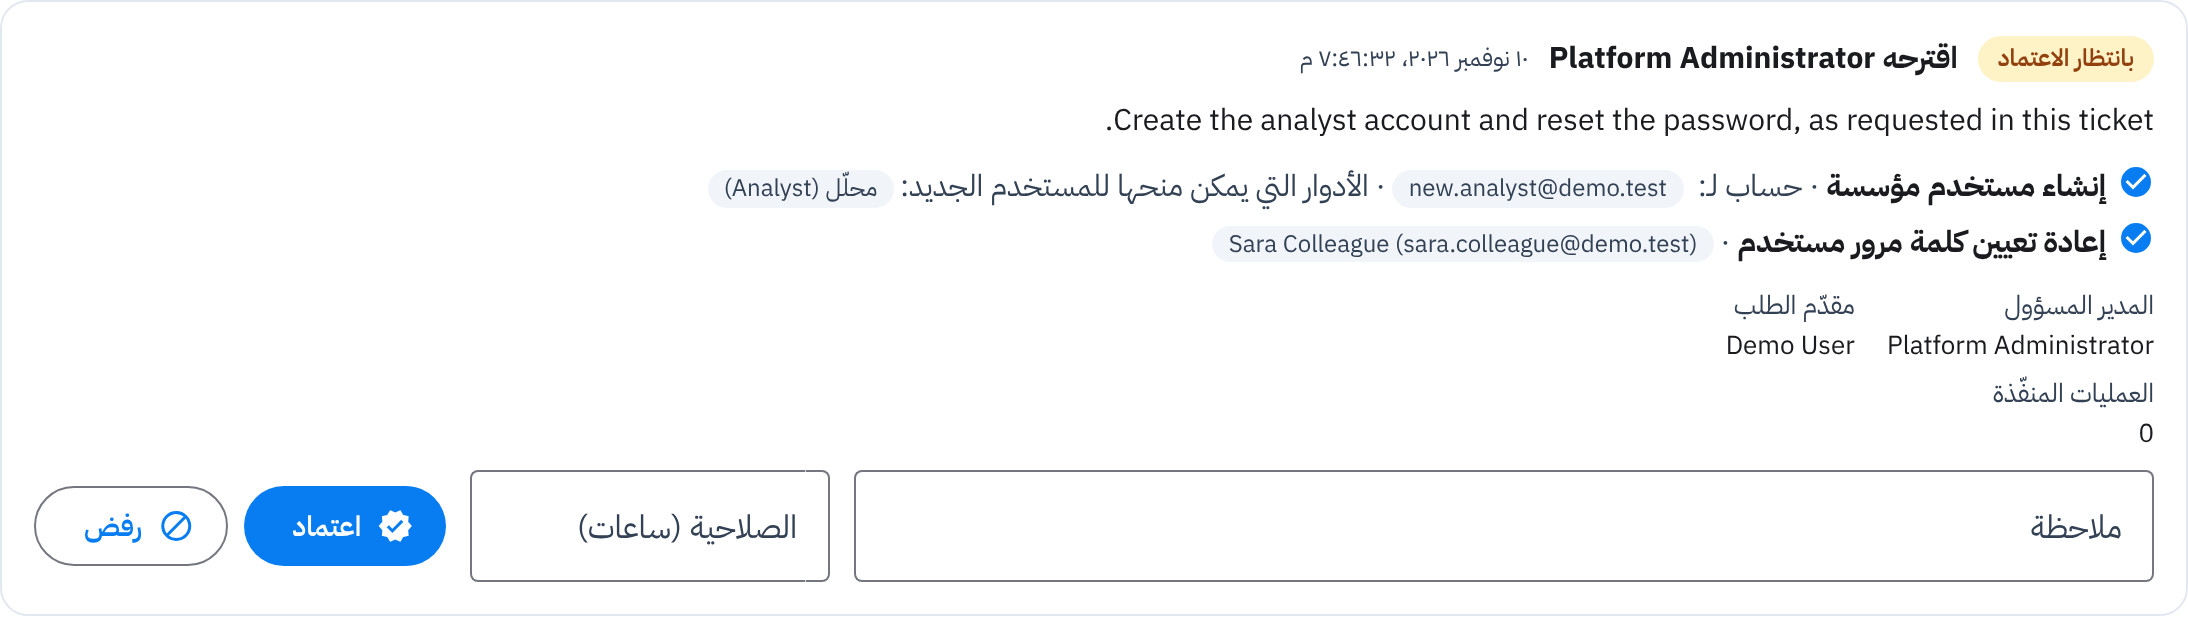 بانتظار الاعتماد اقترحه Platform Administrator ١٠ نوفمبر ٢٠٢٦، ٧:٤٦:٣٢ م
Create the analyst account and reset the password, as requested in this ticket.
إنشاء مستخدم مؤسسة · حساب لـ: new.analyst@demo.test · الأدوار التي يمكن منحها للمستخدم الجديد: محلّل (Analyst)
إعادة تعيين كلمة مرور مستخدم · Sara Colleague (sara.colleague@demo.test)
المدير المسؤول مقدّم الطلب
Platform Administrator Demo User
العمليات المنفّذة
0
ملاحظة الصلاحية (ساعات) اعتماد رفض